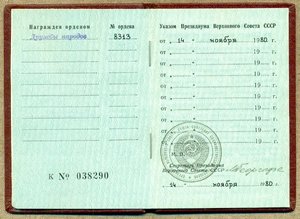 Награжден орденом № ордена
Дружбы народов 8313
К № 038290
Указом Президиума Верховного Совета СССР
от 14 ноября 1980 г.
от 19 г.
от 19 г.
от 19 г.
от 19 г.
от 19 г.
от 19 г.
от 19 г.
от 19 г.
М. П.
Секретарь Президиума
Верховного Совета СССР
14 ноября 1980 г.